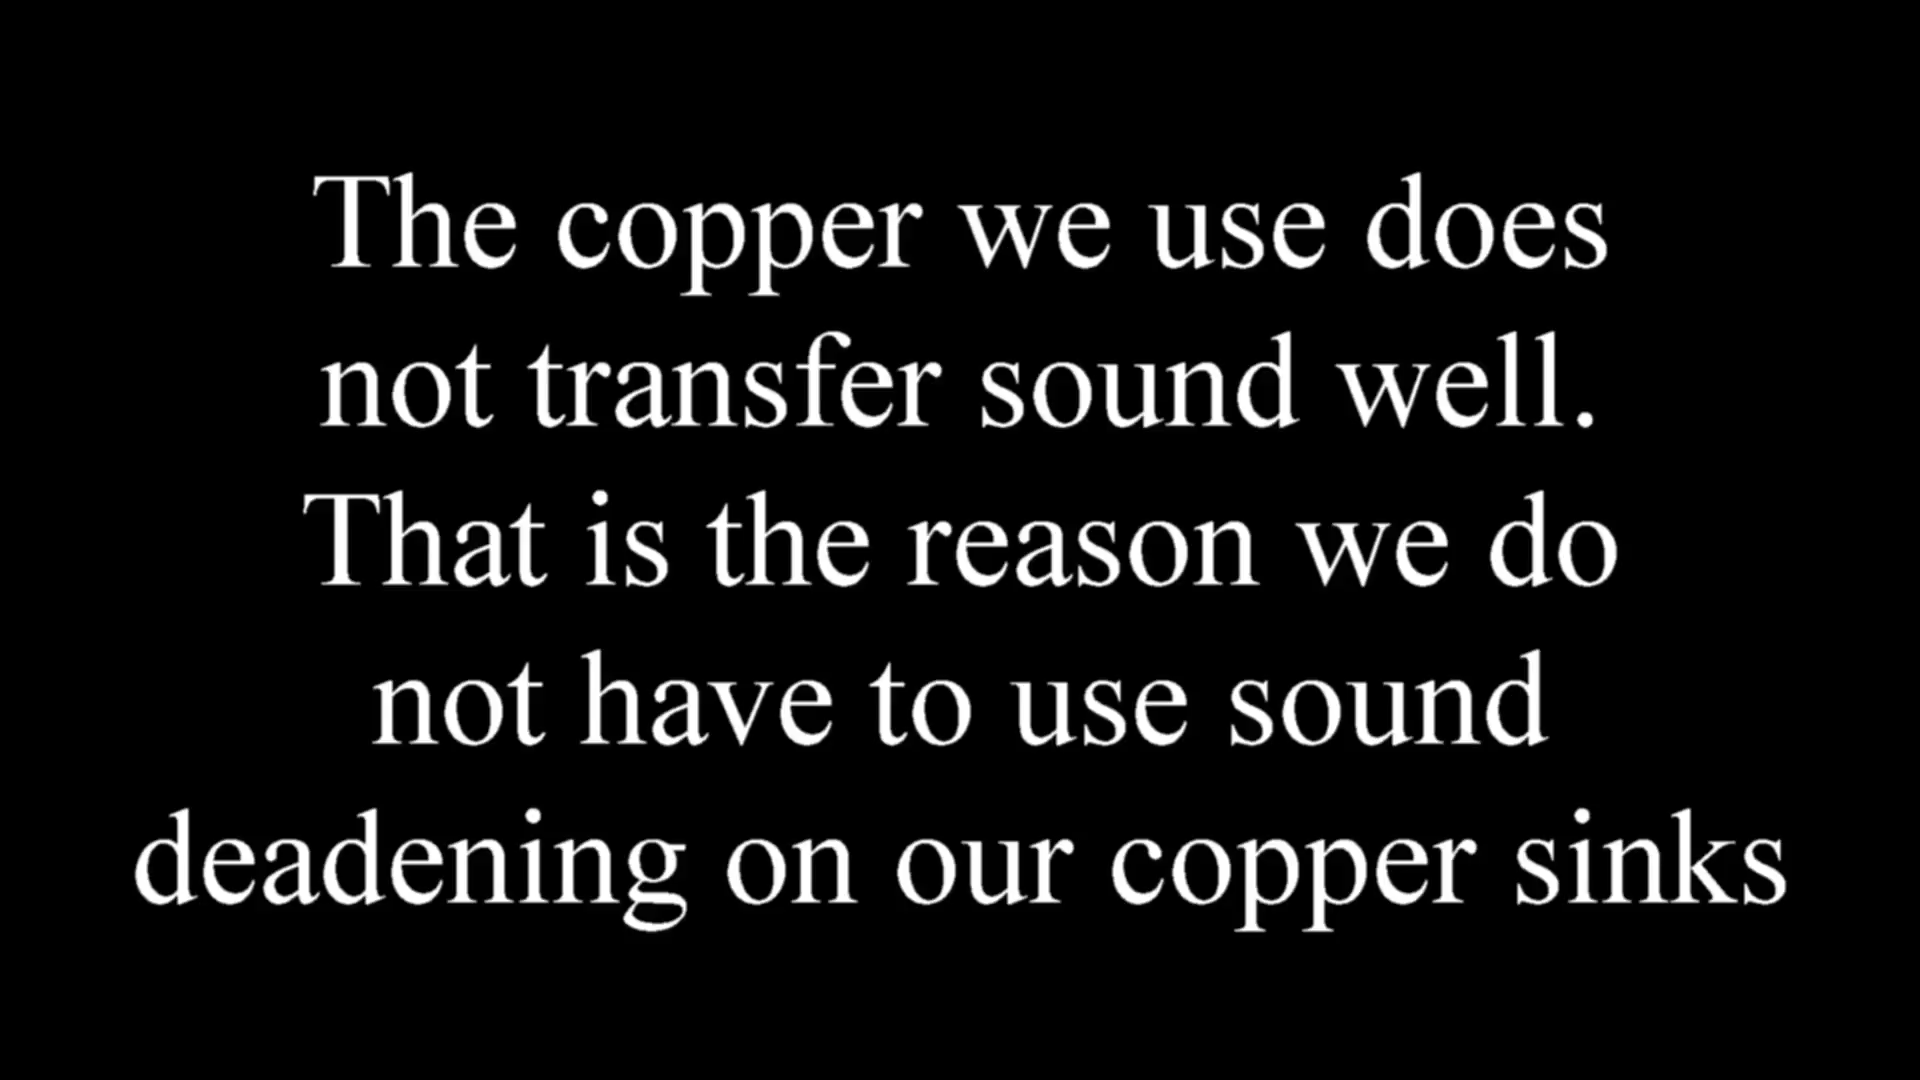 The copper we use does
not transfer sound well.
That is the reason we do
not have to use sound
deadening on our copper sinks